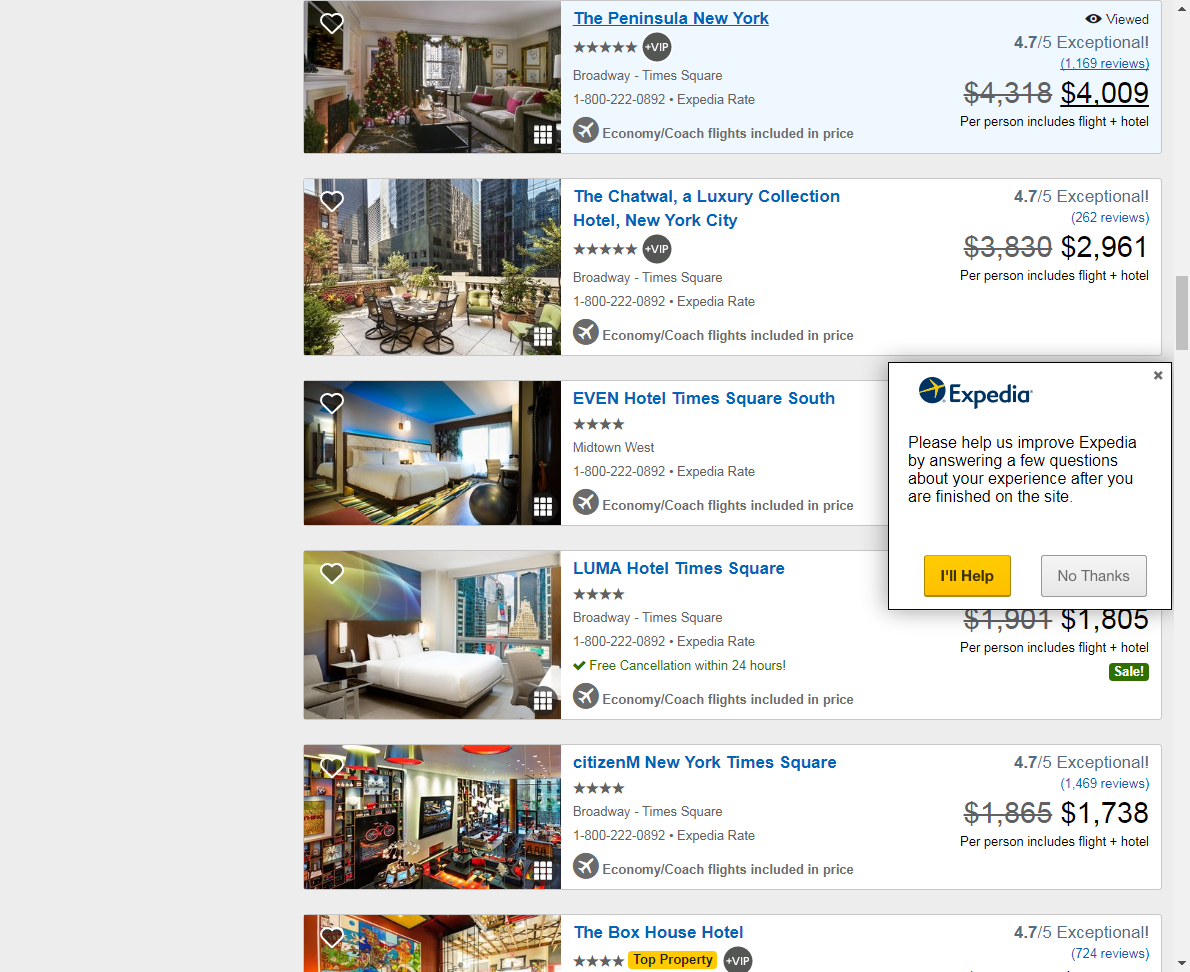 The Peninsula New York
Viewed
+VIP
4.7/5 Exceptional!
(1,169 reviews)
Broadway - Times Square
$4,318 $4,009
1-800-222-0892 • Expedia Rate
Per person includes flight + hotel
Economy/Coach flights included in price
The Chatwal, a Luxury Collection
Hotel, New York City
4.7/5 Exceptional!
(262 reviews)
+VIP
$3,830 $2,961
Broadway - Times Square
Per person includes flight + hotel
1-800-222-0892 • Expedia Rate
Economy/Coach flights included in price
EVEN Hotel Times Square South
Midtown West
1-800-222-0892 • Expedia Rate
Economy/Coach flights included in price
Expedia
Please help us improve Expedia
by answering a few questions
about your experience after you
are finished on the site.
I'll Help
No Thanks
LUMA Hotel Times Square
Broadway - Times Square
$1,901 $1,805
1-800-222-0892 • Expedia Rate
Per person includes flight + hotel
Free Cancellation within 24 hours!
Sale!
Economy/Coach flights included in price
citizenM New York Times Square
4.7/5 Exceptional!
(1,469 reviews)
Broadway - Times Square
$1,865 $1,738
1-800-222-0892 • Expedia Rate
Per person includes flight + hotel
Economy/Coach flights included in price
The Box House Hotel
4.7/5 Exceptional!
(724 reviews)
Top Property
+VIP